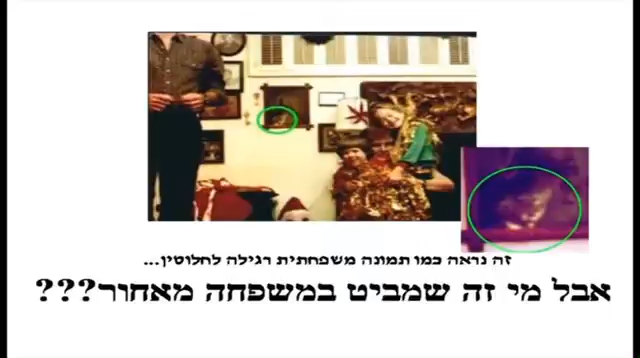 זה נראה כמו תמונה משפחתית רגילה לחלוטין...
אבל מי זה שמביט במשפחה מאחור???